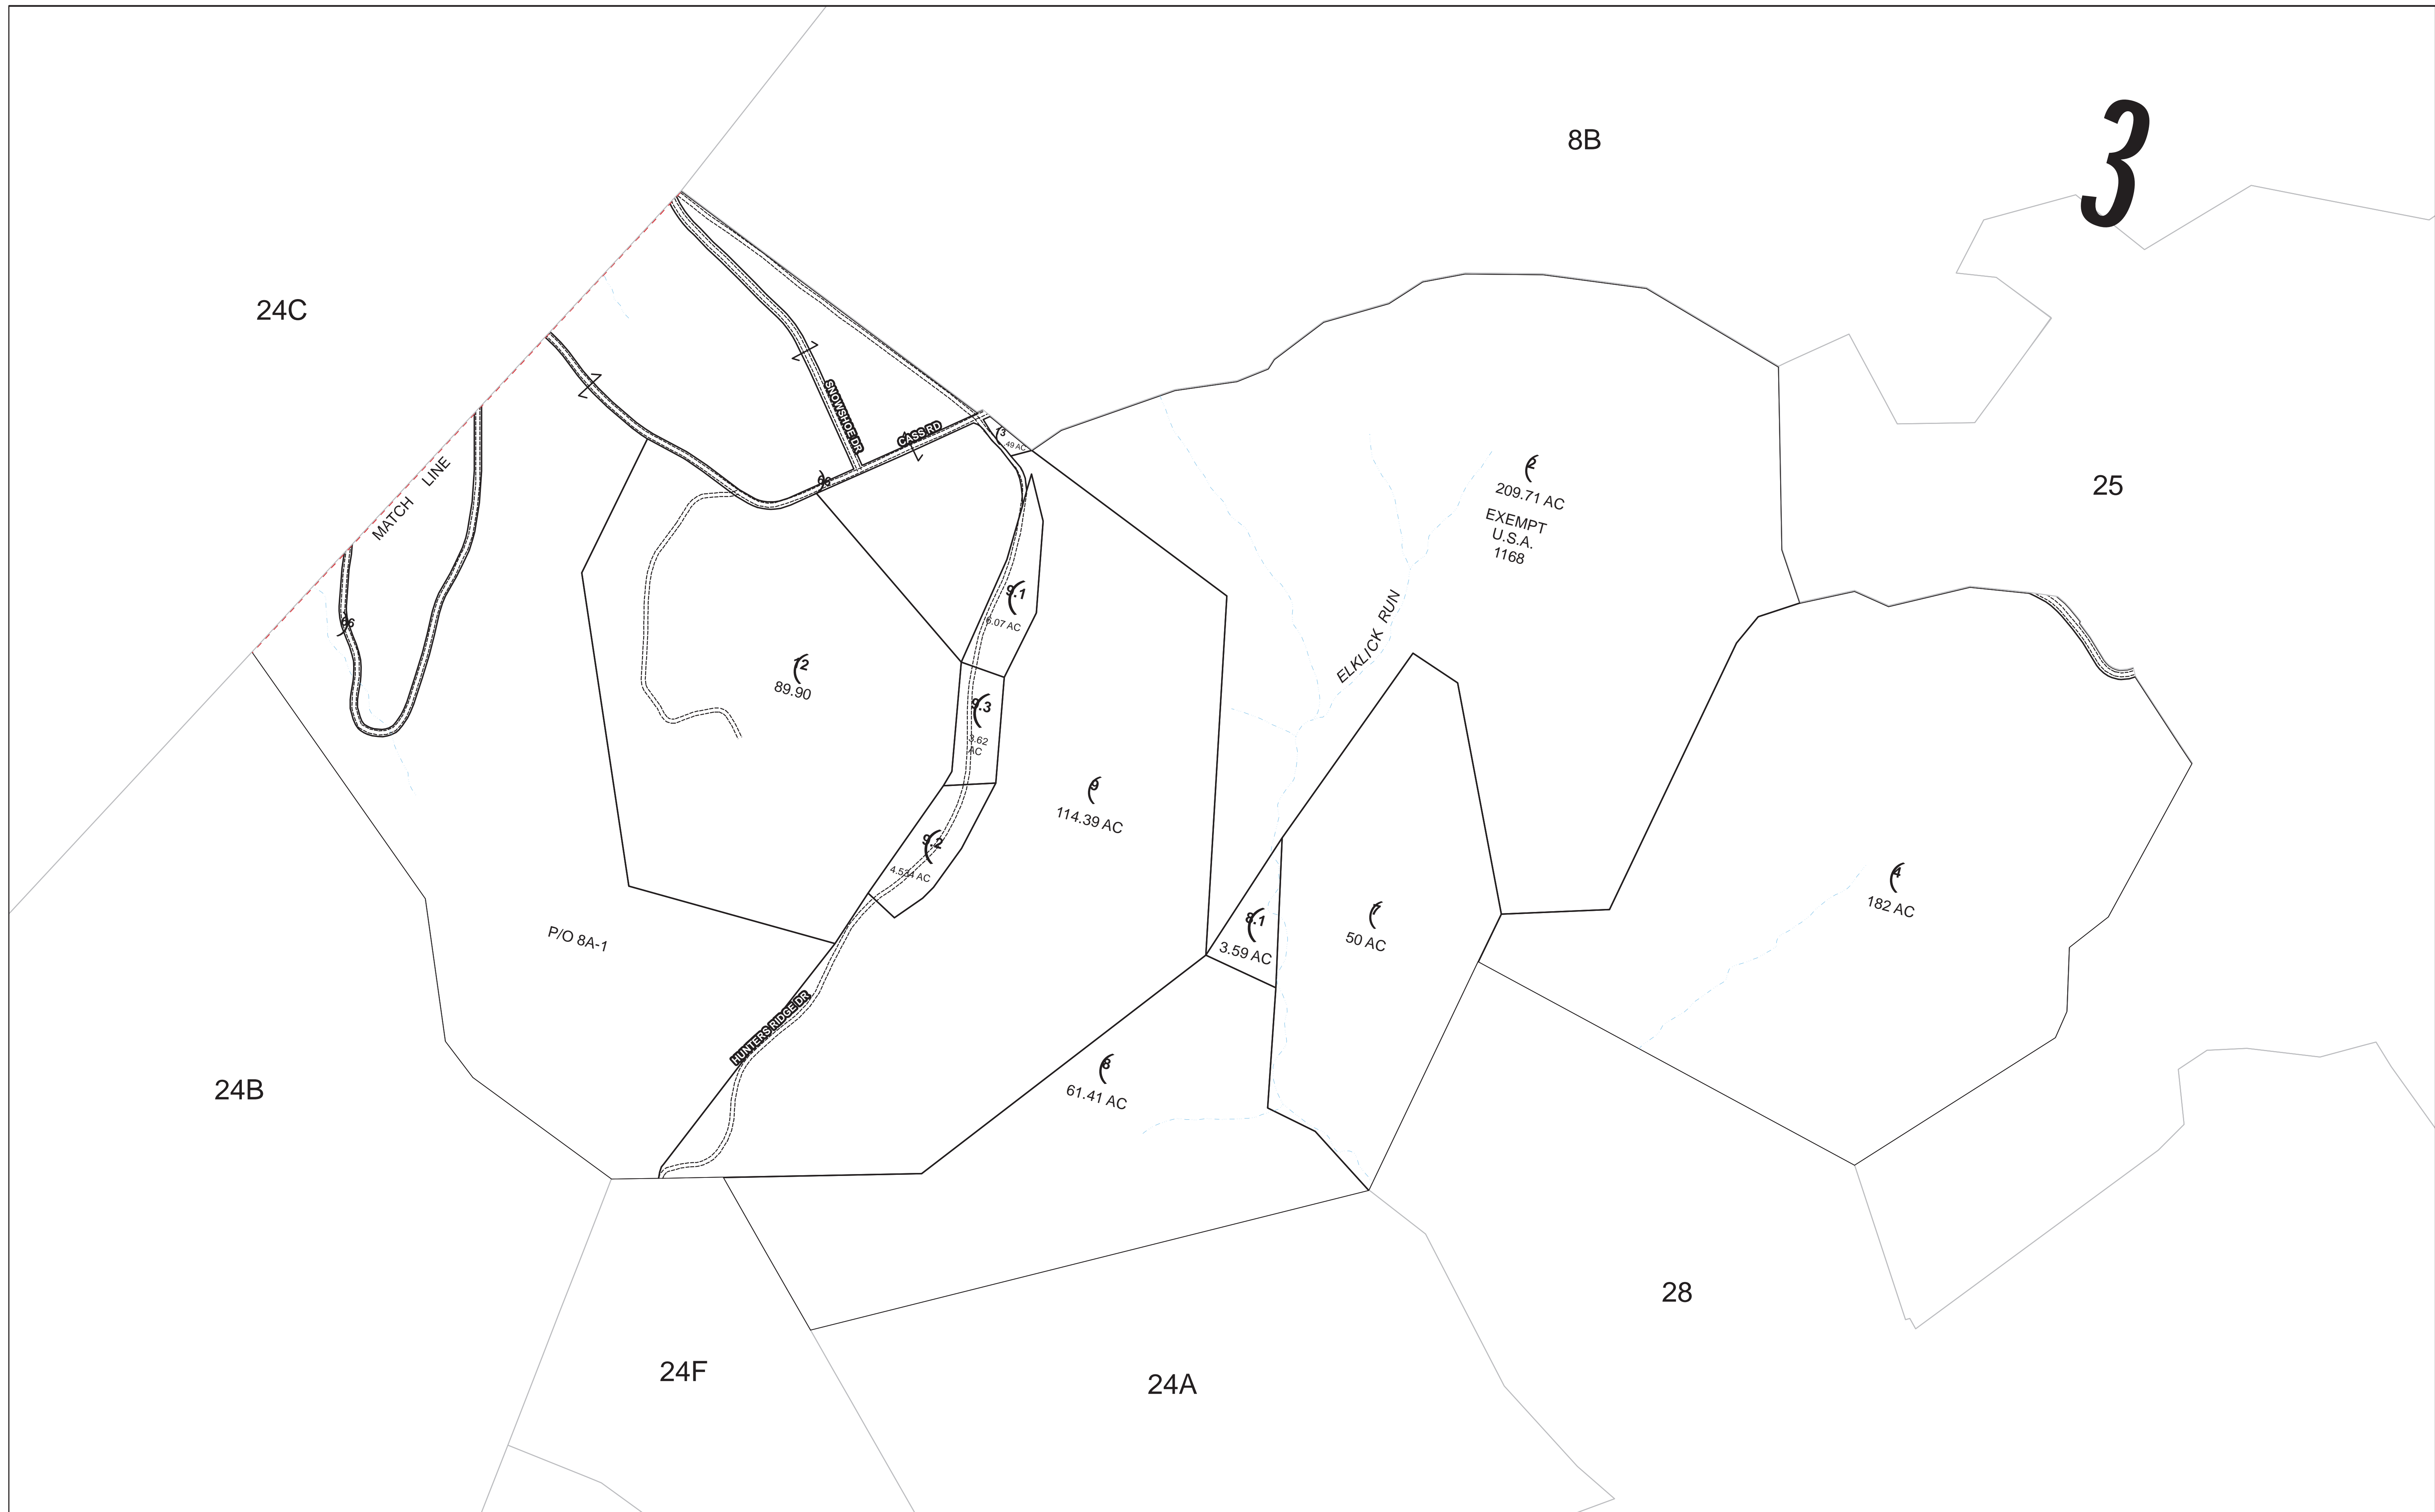 3
8B
24C
SNOWSHOE DR
CASS RD
13
.49 AC
2
209.71 AC
EXEMPT
U.S.A.
1168
25
MATCH LINE
66
66
9.1
6.07 AC
ELKLICK RUN
12
89.90
9.3
3.62
AC
9
114.39 AC
9.2
4.534 AC
8.1
3.59 AC
7
50 AC
4
182 AC
P/O 8A-1
HUNTERS RIDGE DR
8
61.41 AC
24B
28
24F
24A